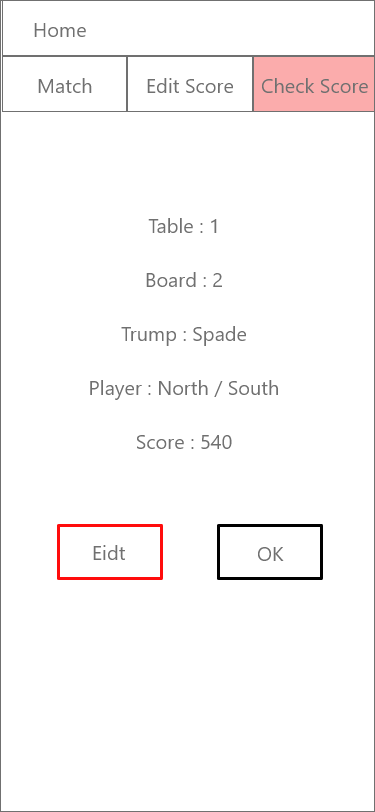 Home
Match Edit Score Check Score
Table : 1
Board : 2
Trump : Spade
Player : North / South
Score : 540
Eidt OK